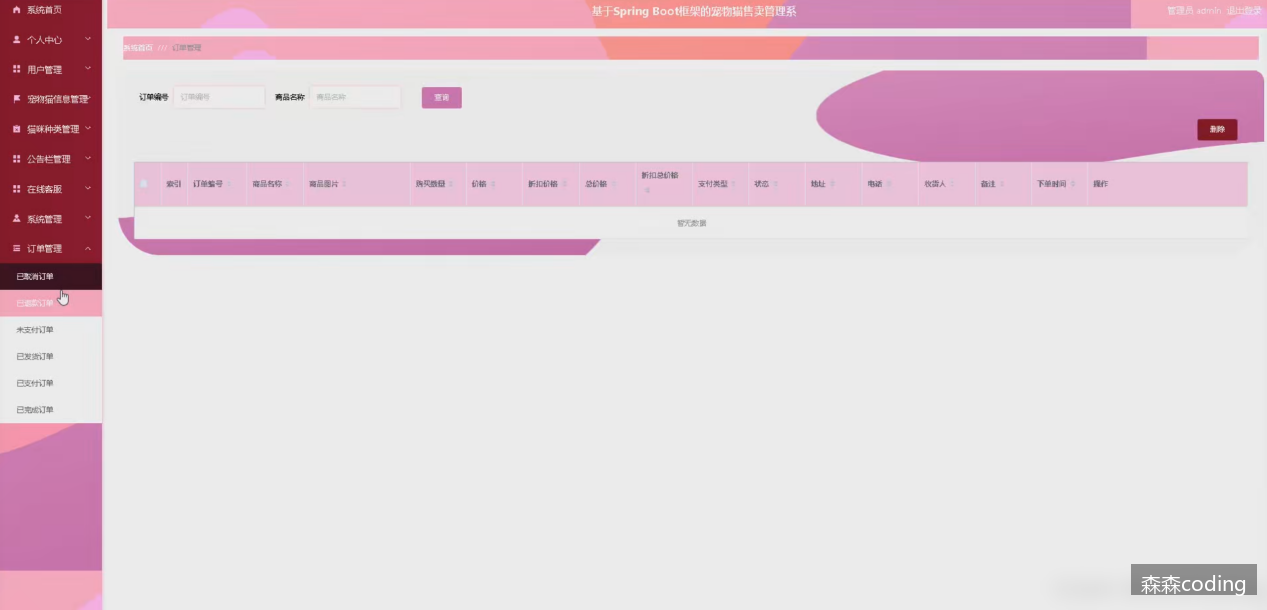 基于Spring Boot框架的宠物猫售卖管理系
管理员 admin 退出登录
系统首页
个人中心
用户管理
宠物猫信息管理
猫咪种类管理
公告栏管理
在线客服
系统管理
订单管理
已取消订单
已退款订单
未支付订单
已发货订单
已支付订单
已完成订单
系统首页 /// 订单管理
订单编号 订单编号 商品名称 商品名称 查询
删除
索引 订单编号 商品名称 商品图片 购买数量 价格 折扣价格 总价格 折扣总价格 支付类型 状态 地址 电话 收货人 备注 下单时间 操作
暂无数据
森森coding